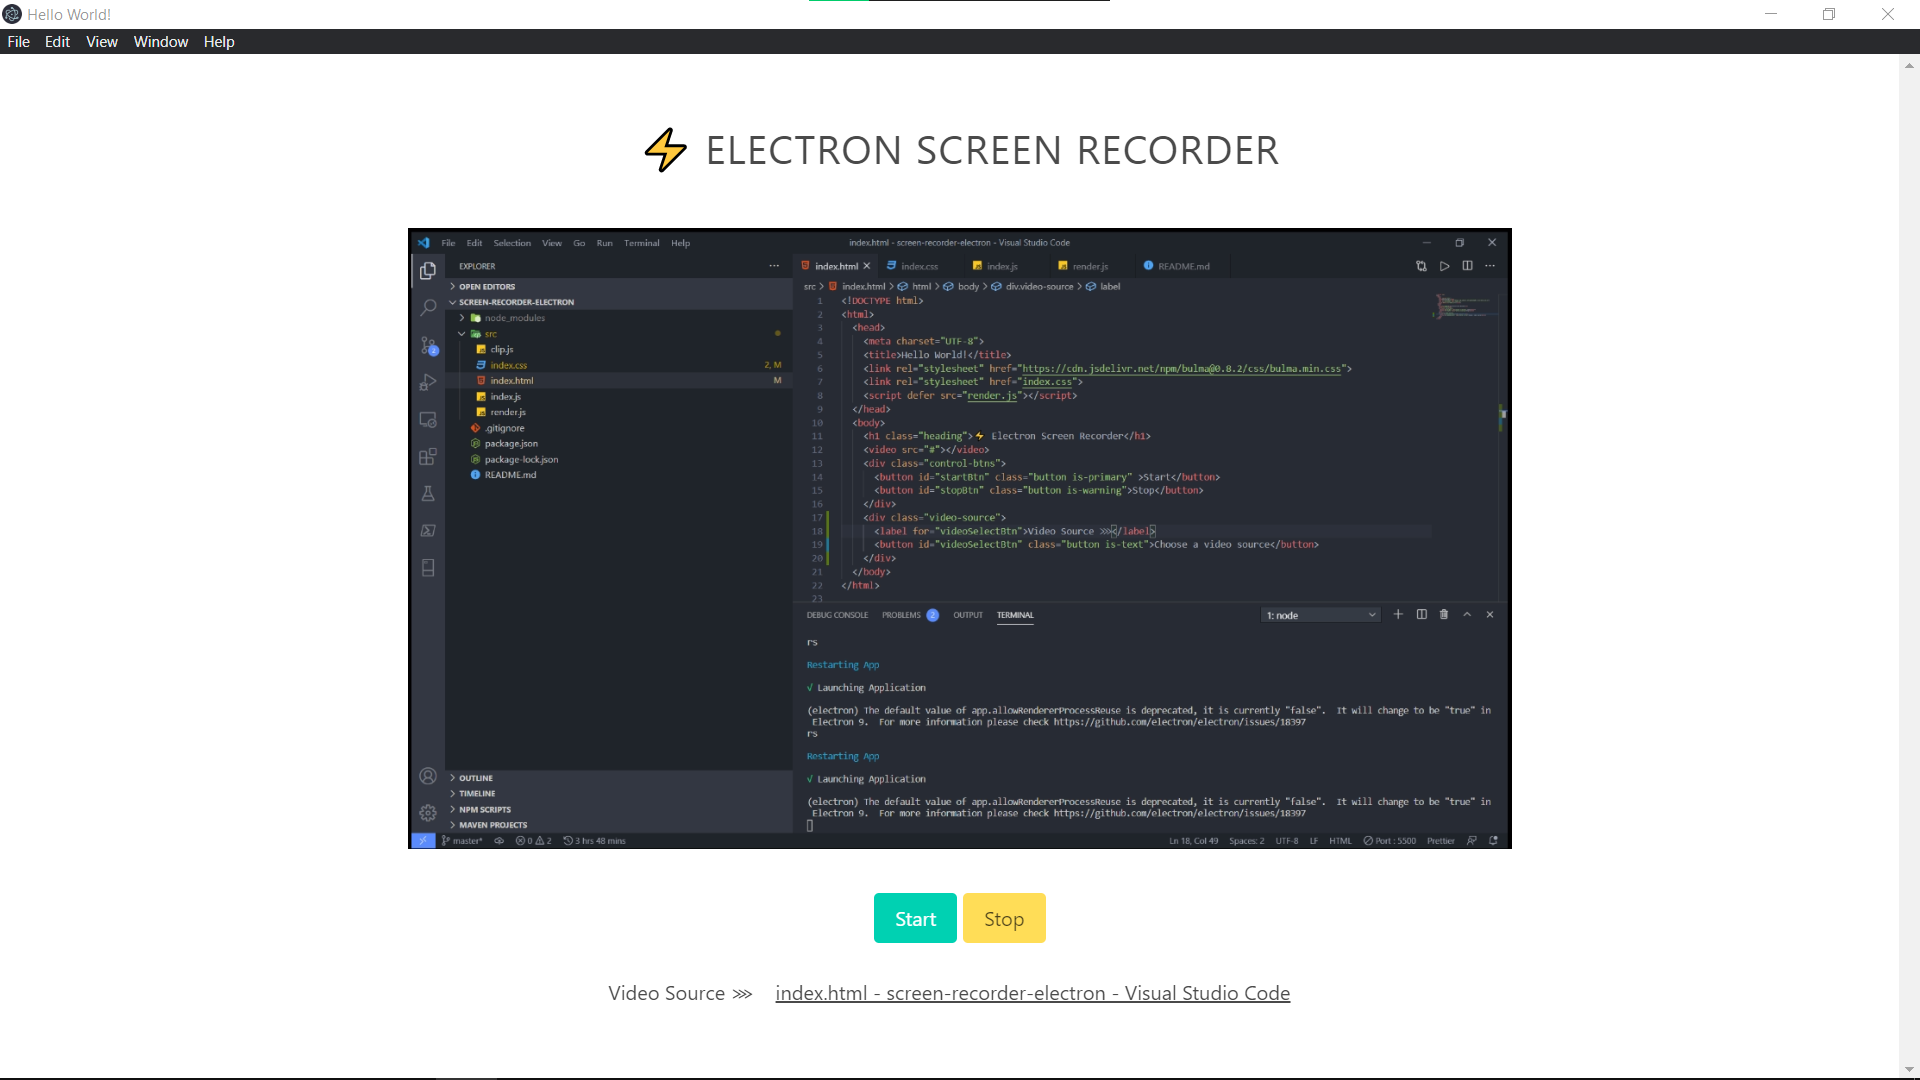 Hello World!
File Edit View Window Help
⚡ ELECTRON SCREEN RECORDER
File Edit Selection View Go Run Terminal Help
index.html - screen-recorder-electron - Visual Studio Code
EXPLORER
OPEN EDITORS
SCREEN-RECORDER-ELECTRON
node_modules
src
clip.js
index.css 2, M
index.html M
index.js
render.js
.gitignore
package.json
package-lock.json
README.md
OUTLINE
TIMELINE
NPM SCRIPTS
MAVEN PROJECTS
index.html index.css index.js render.js README.md
src > index.html > html > body > div.video-source > label
1 <!DOCTYPE html>
2 <html>
3 <head>
4 <meta charset="UTF-8">
5 <title>Hello World!</title>
6 <link rel="stylesheet" href="https://cdn.jsdelivr.net/npm/bulma@0.8.2/css/bulma.min.css">
7 <link rel="stylesheet" href="index.css">
8 <script defer src="render.js"></script>
9 </head>
10 <body>
11 <h1 class="heading">⚡ Electron Screen Recorder</h1>
12 <video src="#"></video>
13 <div class="control-btns">
14 <button id="startBtn" class="button is-primary" >Start</button>
15 <button id="stopBtn" class="button is-warning">Stop</button>
16 </div>
17 <div class="video-source">
18 <label for="videoSelectBtn">Video Source ⋙</label>
19 <button id="videoSelectBtn" class="button is-text">Choose a video source</button>
20 </div>
21 </body>
22 </html>
23
DEBUG CONSOLE PROBLEMS 2 OUTPUT TERMINAL 1: node
rs
Restarting App
√ Launching Application
(electron) The default value of app.allowRendererProcessReuse is deprecated, it is currently "false".  It will change to be "true" in
Electron 9.  For more information please check https://github.com/electron/electron/issues/18397
rs
Restarting App
√ Launching Application
(electron) The default value of app.allowRendererProcessReuse is deprecated, it is currently "false".  It will change to be "true" in
Electron 9.  For more information please check https://github.com/electron/electron/issues/18397
master* 0 2 3 hrs 48 mins Ln 18, Col 49 Spaces: 2 UTF-8 LF HTML Port : 5500 Prettier
Start Stop
Video Source ⋙ index.html - screen-recorder-electron - Visual Studio Code